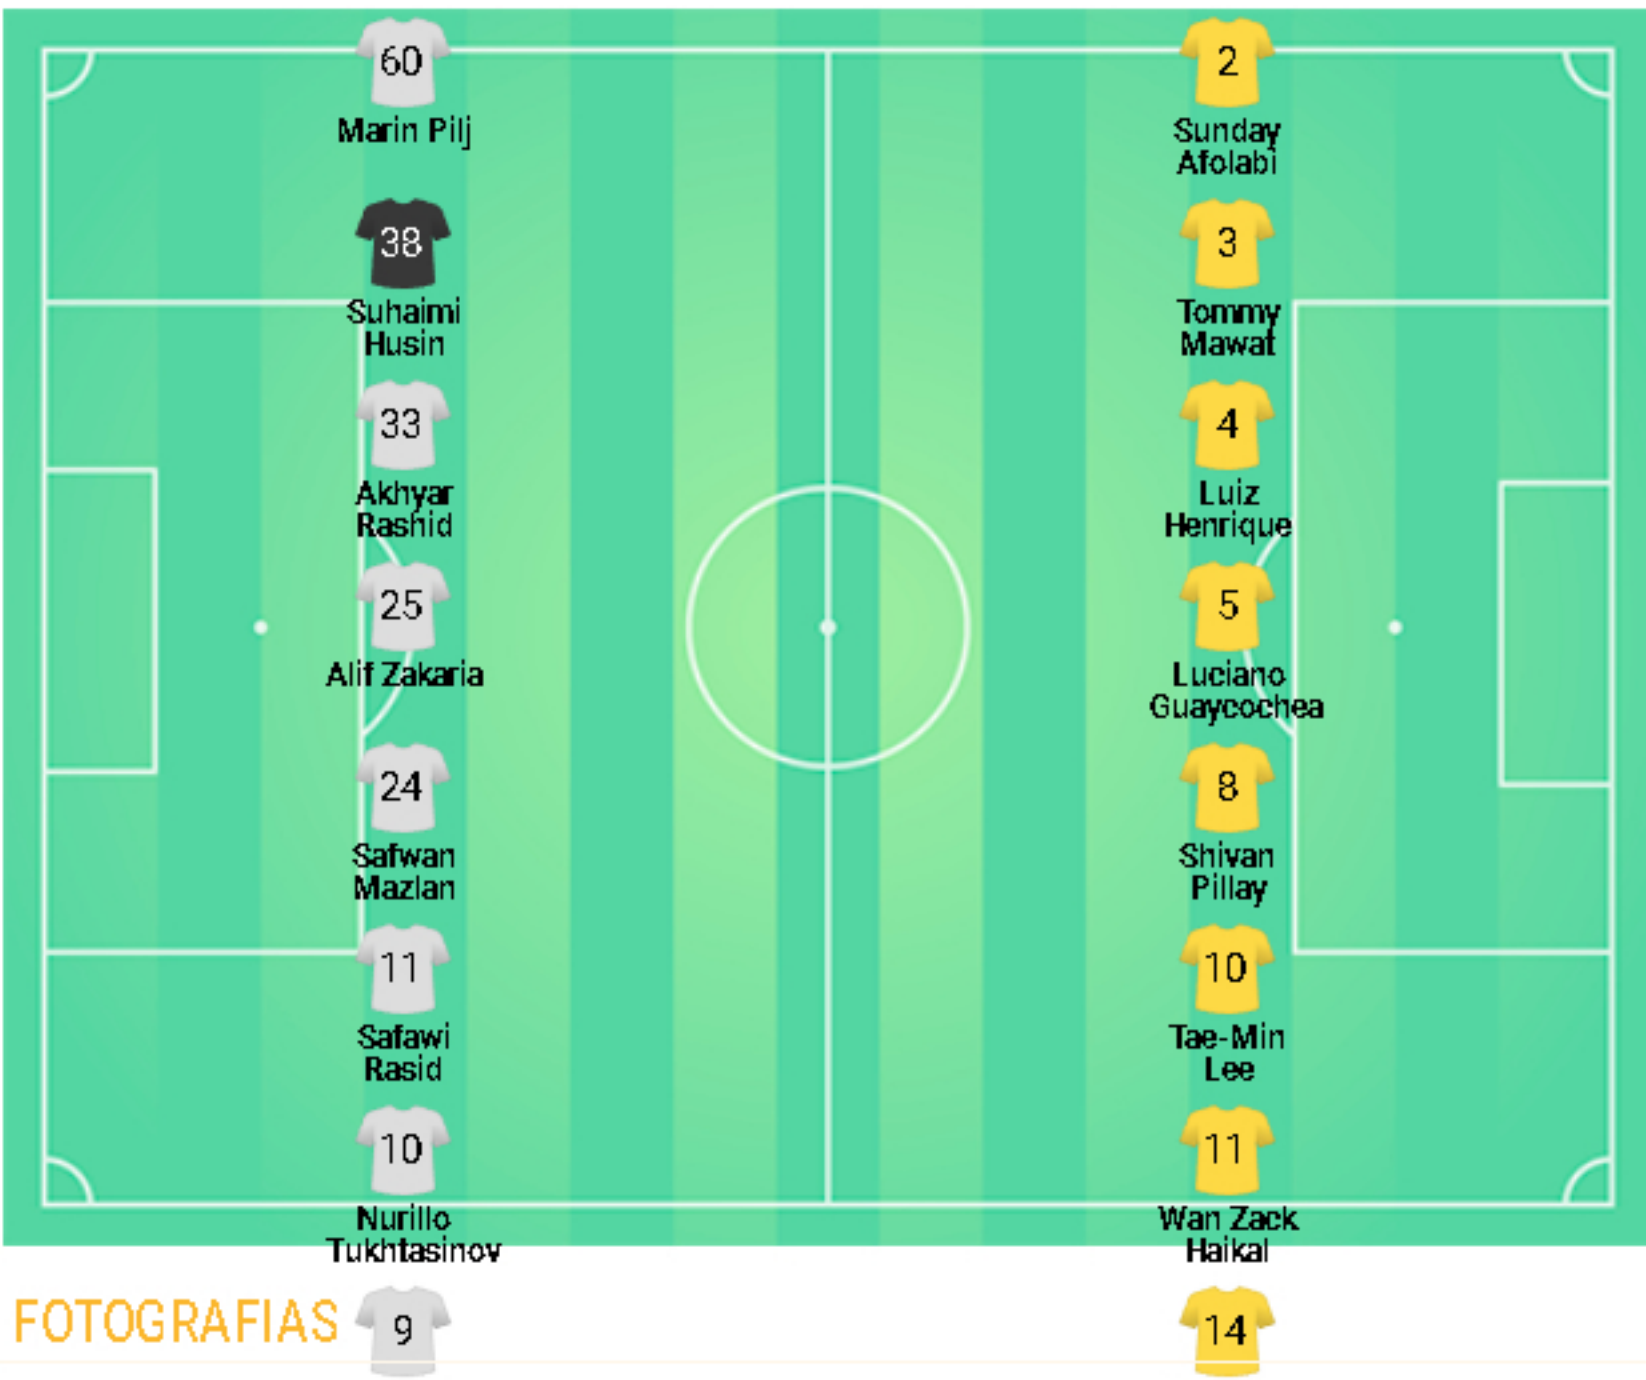 60
Marin Pilj
38
Suhaimi
Husin
33
Akhyar
Rashid
25
Alif Zakaria
24
Safwan
Mazlan
11
Safawi
Rasid
10
Nurillo
Tukhtasinov
9
2
Sunday
Afolabi
3
Tommy
Mawat
4
Luiz
Henrique
5
Luciano
Guaycochea
8
Shivan
Pillay
10
Tae-Min
Lee
11
Wan Zack
Haikal
14
FOTOGRAFIAS